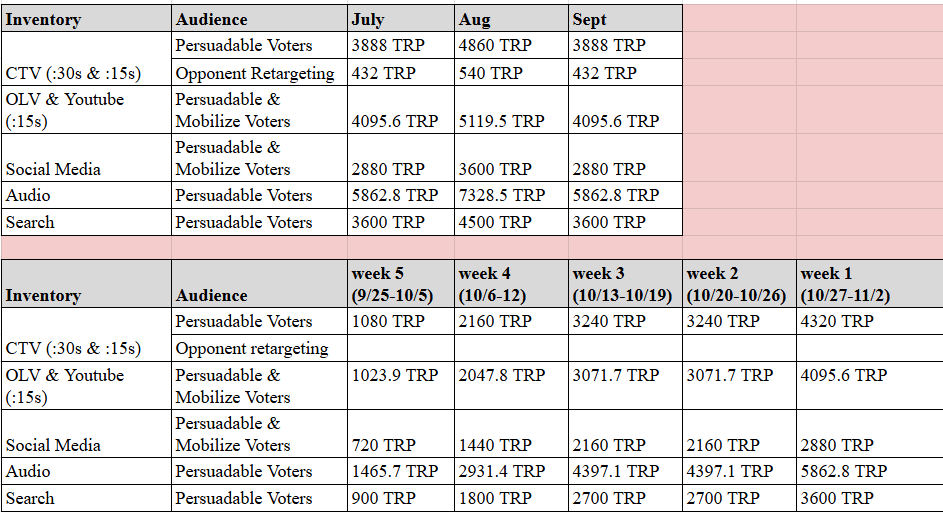 Inventory Audience July Aug Sept
Persuadable Voters 3888 TRP 4860 TRP 3888 TRP
CTV (:30s & :15s) Opponent Retargeting 432 TRP 540 TRP 432 TRP
OLV & Youtube Persuadable &
(:15s) Mobilize Voters 4095.6 TRP 5119.5 TRP 4095.6 TRP
Persuadable &
Social Media Mobilize Voters 2880 TRP 3600 TRP 2880 TRP
Audio Persuadable Voters 5862.8 TRP 7328.5 TRP 5862.8 TRP
Search Persuadable Voters 3600 TRP 4500 TRP 3600 TRP
week 5 week 4 week 3 week 2 week 1
Inventory Audience (9/25-10/5) (10/6-12) (10/13-10/19) (10/20-10/26) (10/27-11/2)
Persuadable Voters 1080 TRP 2160 TRP 3240 TRP 3240 TRP 4320 TRP
CTV (:30s & :15s) Opponent retargeting
OLV & Youtube Persuadable & 1023.9 TRP 2047.8 TRP 3071.7 TRP 3071.7 TRP 4095.6 TRP
(:15s) Mobilize Voters
Persuadable &
Social Media Mobilize Voters 720 TRP 1440 TRP 2160 TRP 2160 TRP 2880 TRP
Audio Persuadable Voters 1465.7 TRP 2931.4 TRP 4397.1 TRP 4397.1 TRP 5862.8 TRP
Search Persuadable Voters 900 TRP 1800 TRP 2700 TRP 2700 TRP 3600 TRP